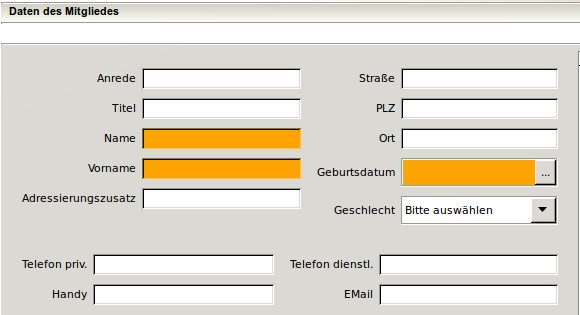 Daten des Mitgliedes
Anrede
Straße
Titel
PLZ
Name
Ort
Vorname
Geburtsdatum
...
Adressierungszusatz
Geschlecht
Bitte auswählen
Telefon priv.
Telefon dienstl.
Handy
EMail